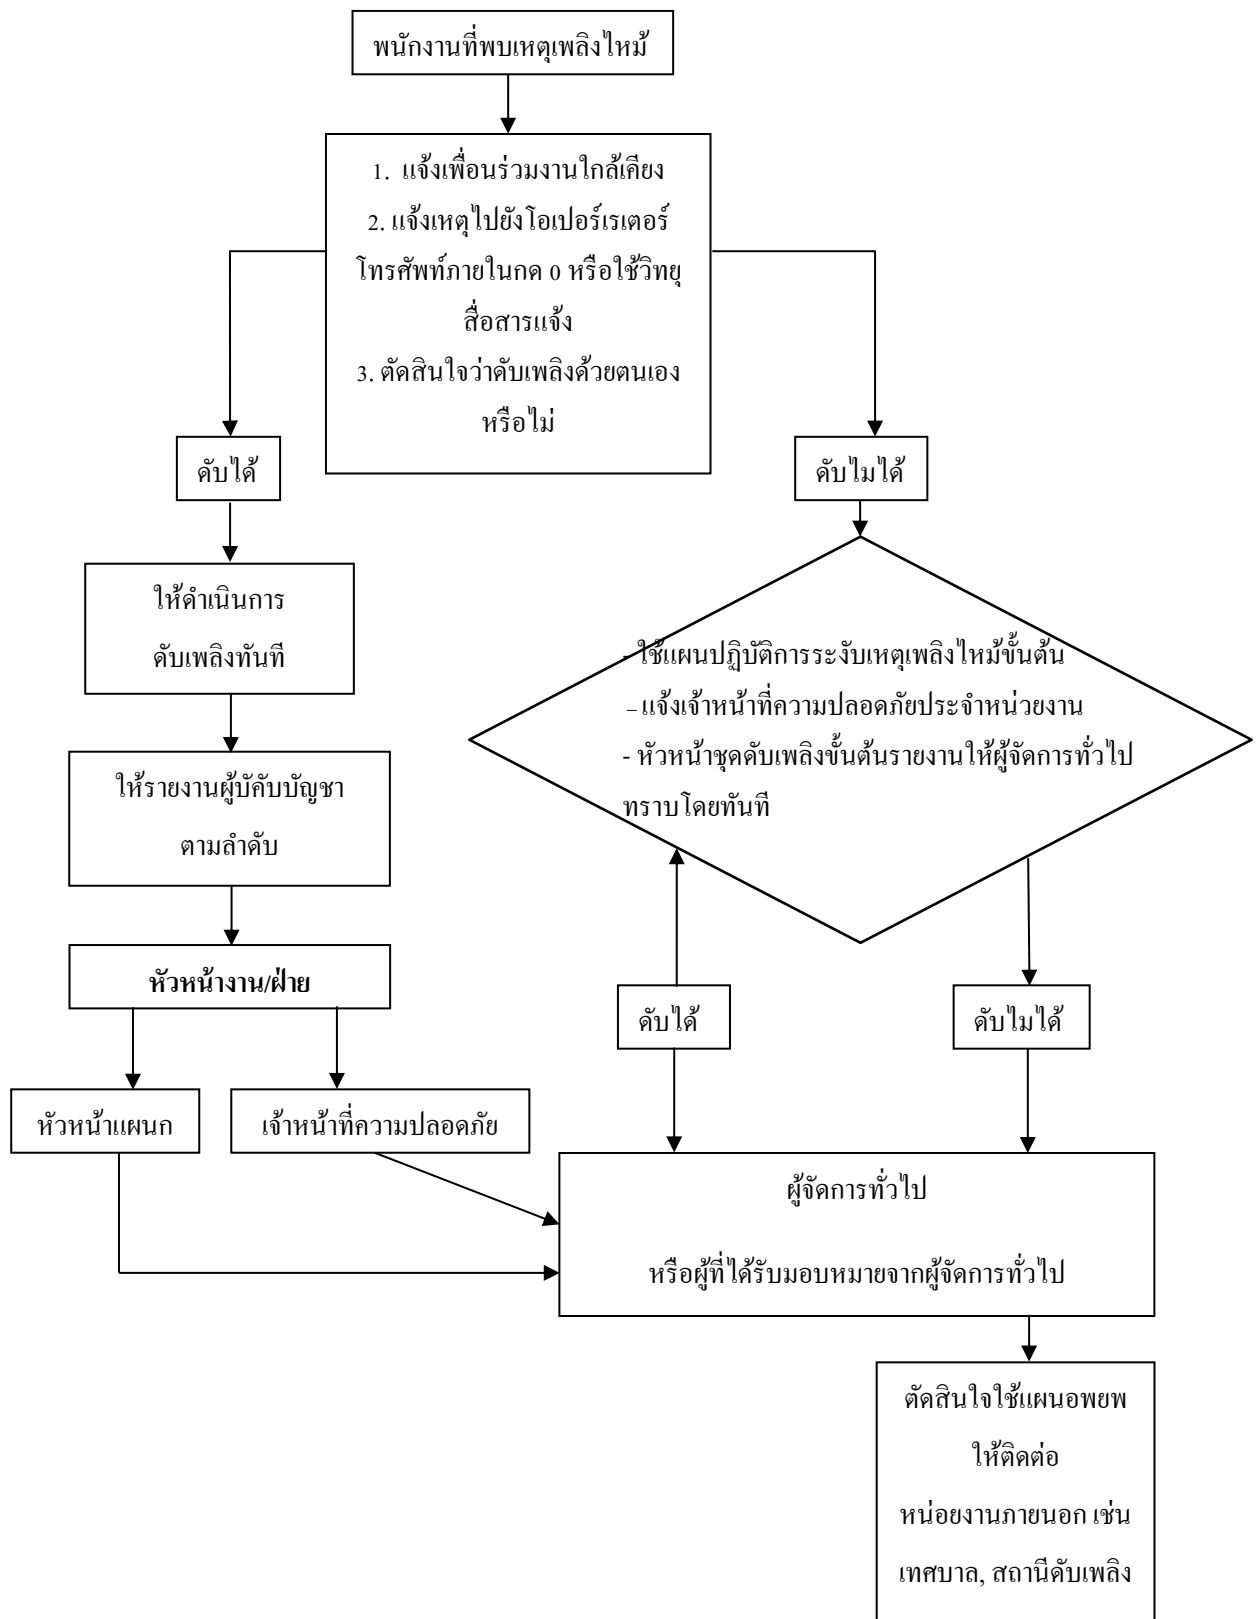 พนักงานที่พบเหตุเพลิงไหม้
1. แจ้งเพื่อนร่วมงานใกล้เคียง
2. แจ้งเหตุไปยังโอเปอร์เรเตอร์
โทรศัพท์ภายในกด 0 หรือใช้วิทยุ
สื่อสารแจ้ง
3. ตัดสินใจว่าดับเพลิงด้วยตนเอง
หรือไม่
ดับได้
ดับไมได้
ให้ดำเนินการ
ดับเพลิงทันที
- ใช้แผนปฏิบัติการระงับเหตุเพลิงไหม้ขั้นต้น
– แจ้งเจ้าหน้าที่ความปลอดภัยประจำหน่วยงาน
- หัวหน้าชุดดับเพลิงขั้นต้นรายงานให้ผู้จัดการทั่วไป
ทราบโดยทันที
ให้รายงานผู้บัคับบัญชา
ตามลำดับ
หัวหน้างาน/ฝ่าย
ดับได้
ดับไมได้
หัวหน้าแผนก
เจ้าหน้าที่ความปลอดภัย
ผู้จัดการทั่วไป
หรือผู้ที่ได้รับมอบหมายจากผู้จัดการทั่วไป
ตัดสินใจใช้แผนอพยพ
ให้ติดต่อ
หน่อยงานภายนอก เช่น
เทศบาล, สถานีดับเพลิง